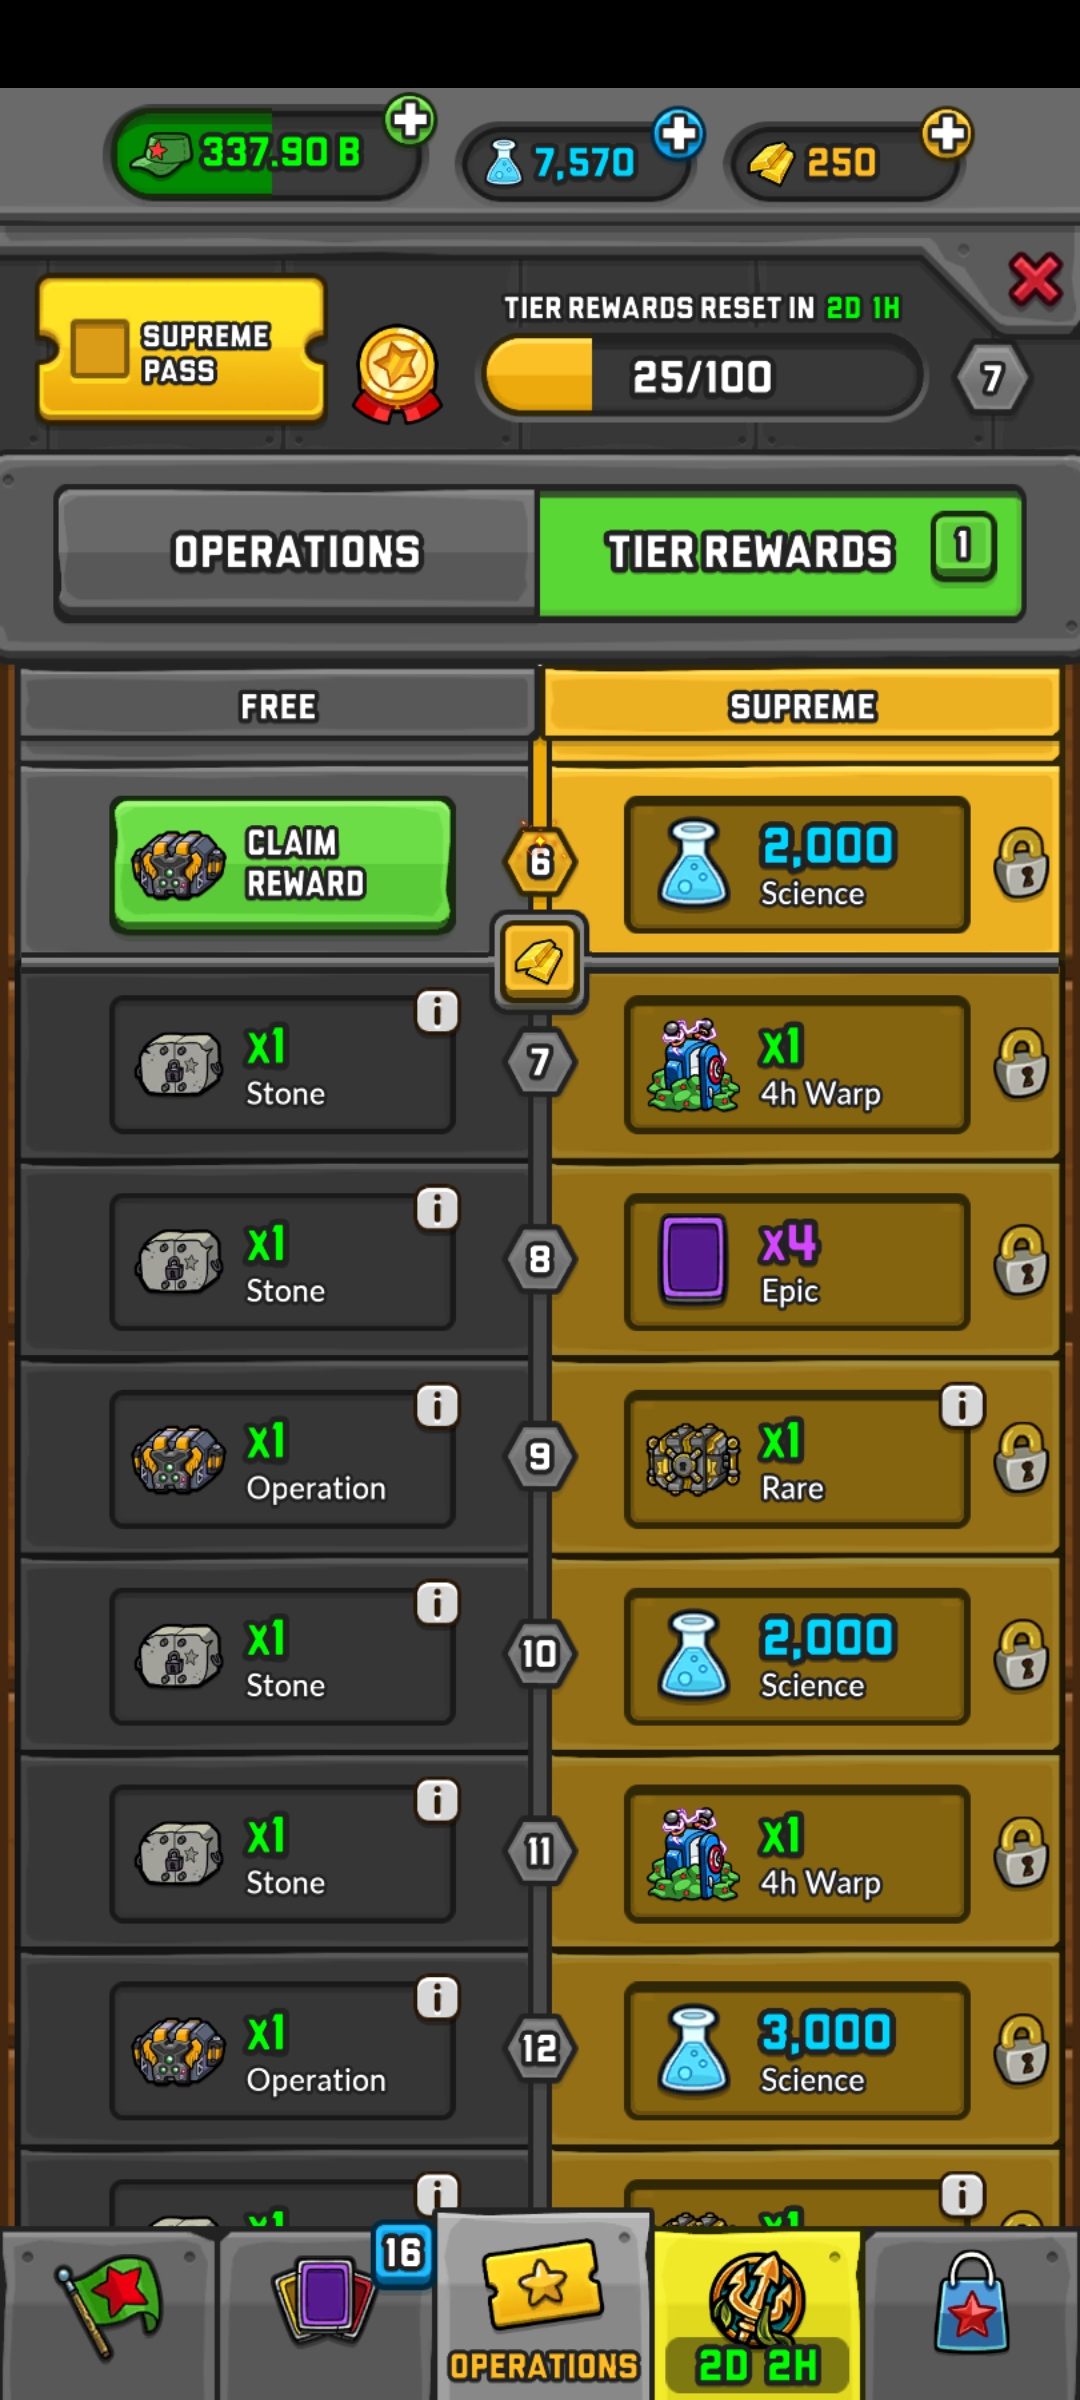 337.90 B
7,570
250
SUPREME
PASS
TIER REWARDS RESET IN 2D 1H
25/100
7
OPERATIONS
TIER REWARDS
1
FREE
SUPREME
CLAIM
REWARD
6
2,000
Science
x1
Stone
7
x1
4h Warp
x1
Stone
8
x4
Epic
x1
Operation
9
x1
Rare
x1
Stone
10
2,000
Science
x1
Stone
11
x1
4h Warp
x1
Operation
12
3,000
Science
x1
x1
16
OPERATIONS
2D 2H